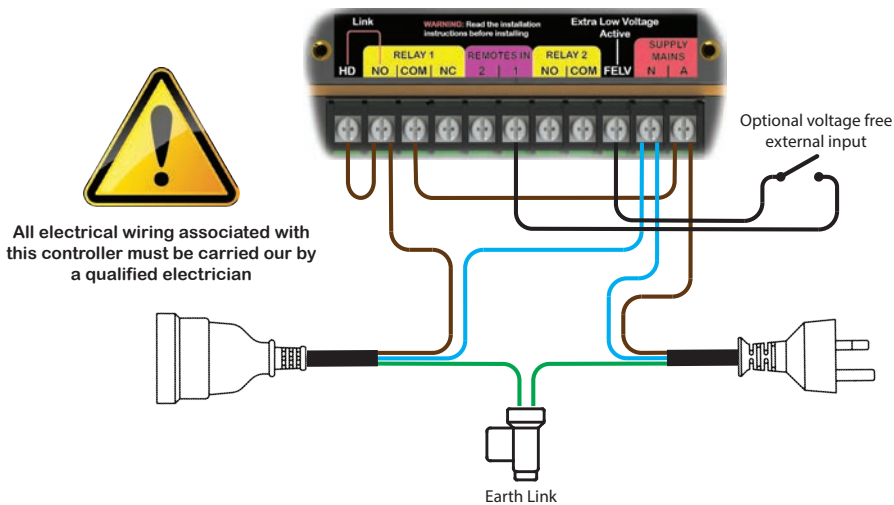 Link
WARNING: Read the installation
instructions before installing
Extra Low Voltage
Active
HD
RELAY 1
NO | COM | NC
REMOTES IN
2 | 1
RELAY 2
NO | COM
FELV
SUPPLY
MAINS
N | A
Optional voltage free
external input
All electrical wiring associated with
this controller must be carried our by
a qualified electrician
Earth Link